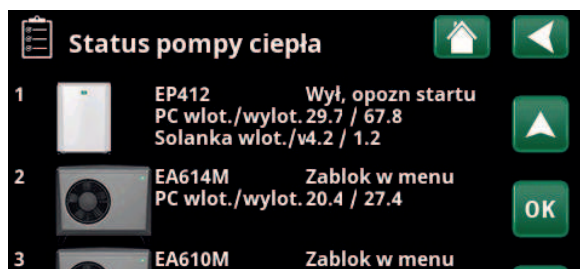 Status pompy ciepła
1 EP412 Wył, opozn startu
PC wlot./wylot. 29.7 / 67.8
Solanka wlot./w4.2 / 1.2
2 EA614M Zablok w menu
PC wlot./wylot. 20.4 / 27.4
OK
3 EA610M Zablok w menu